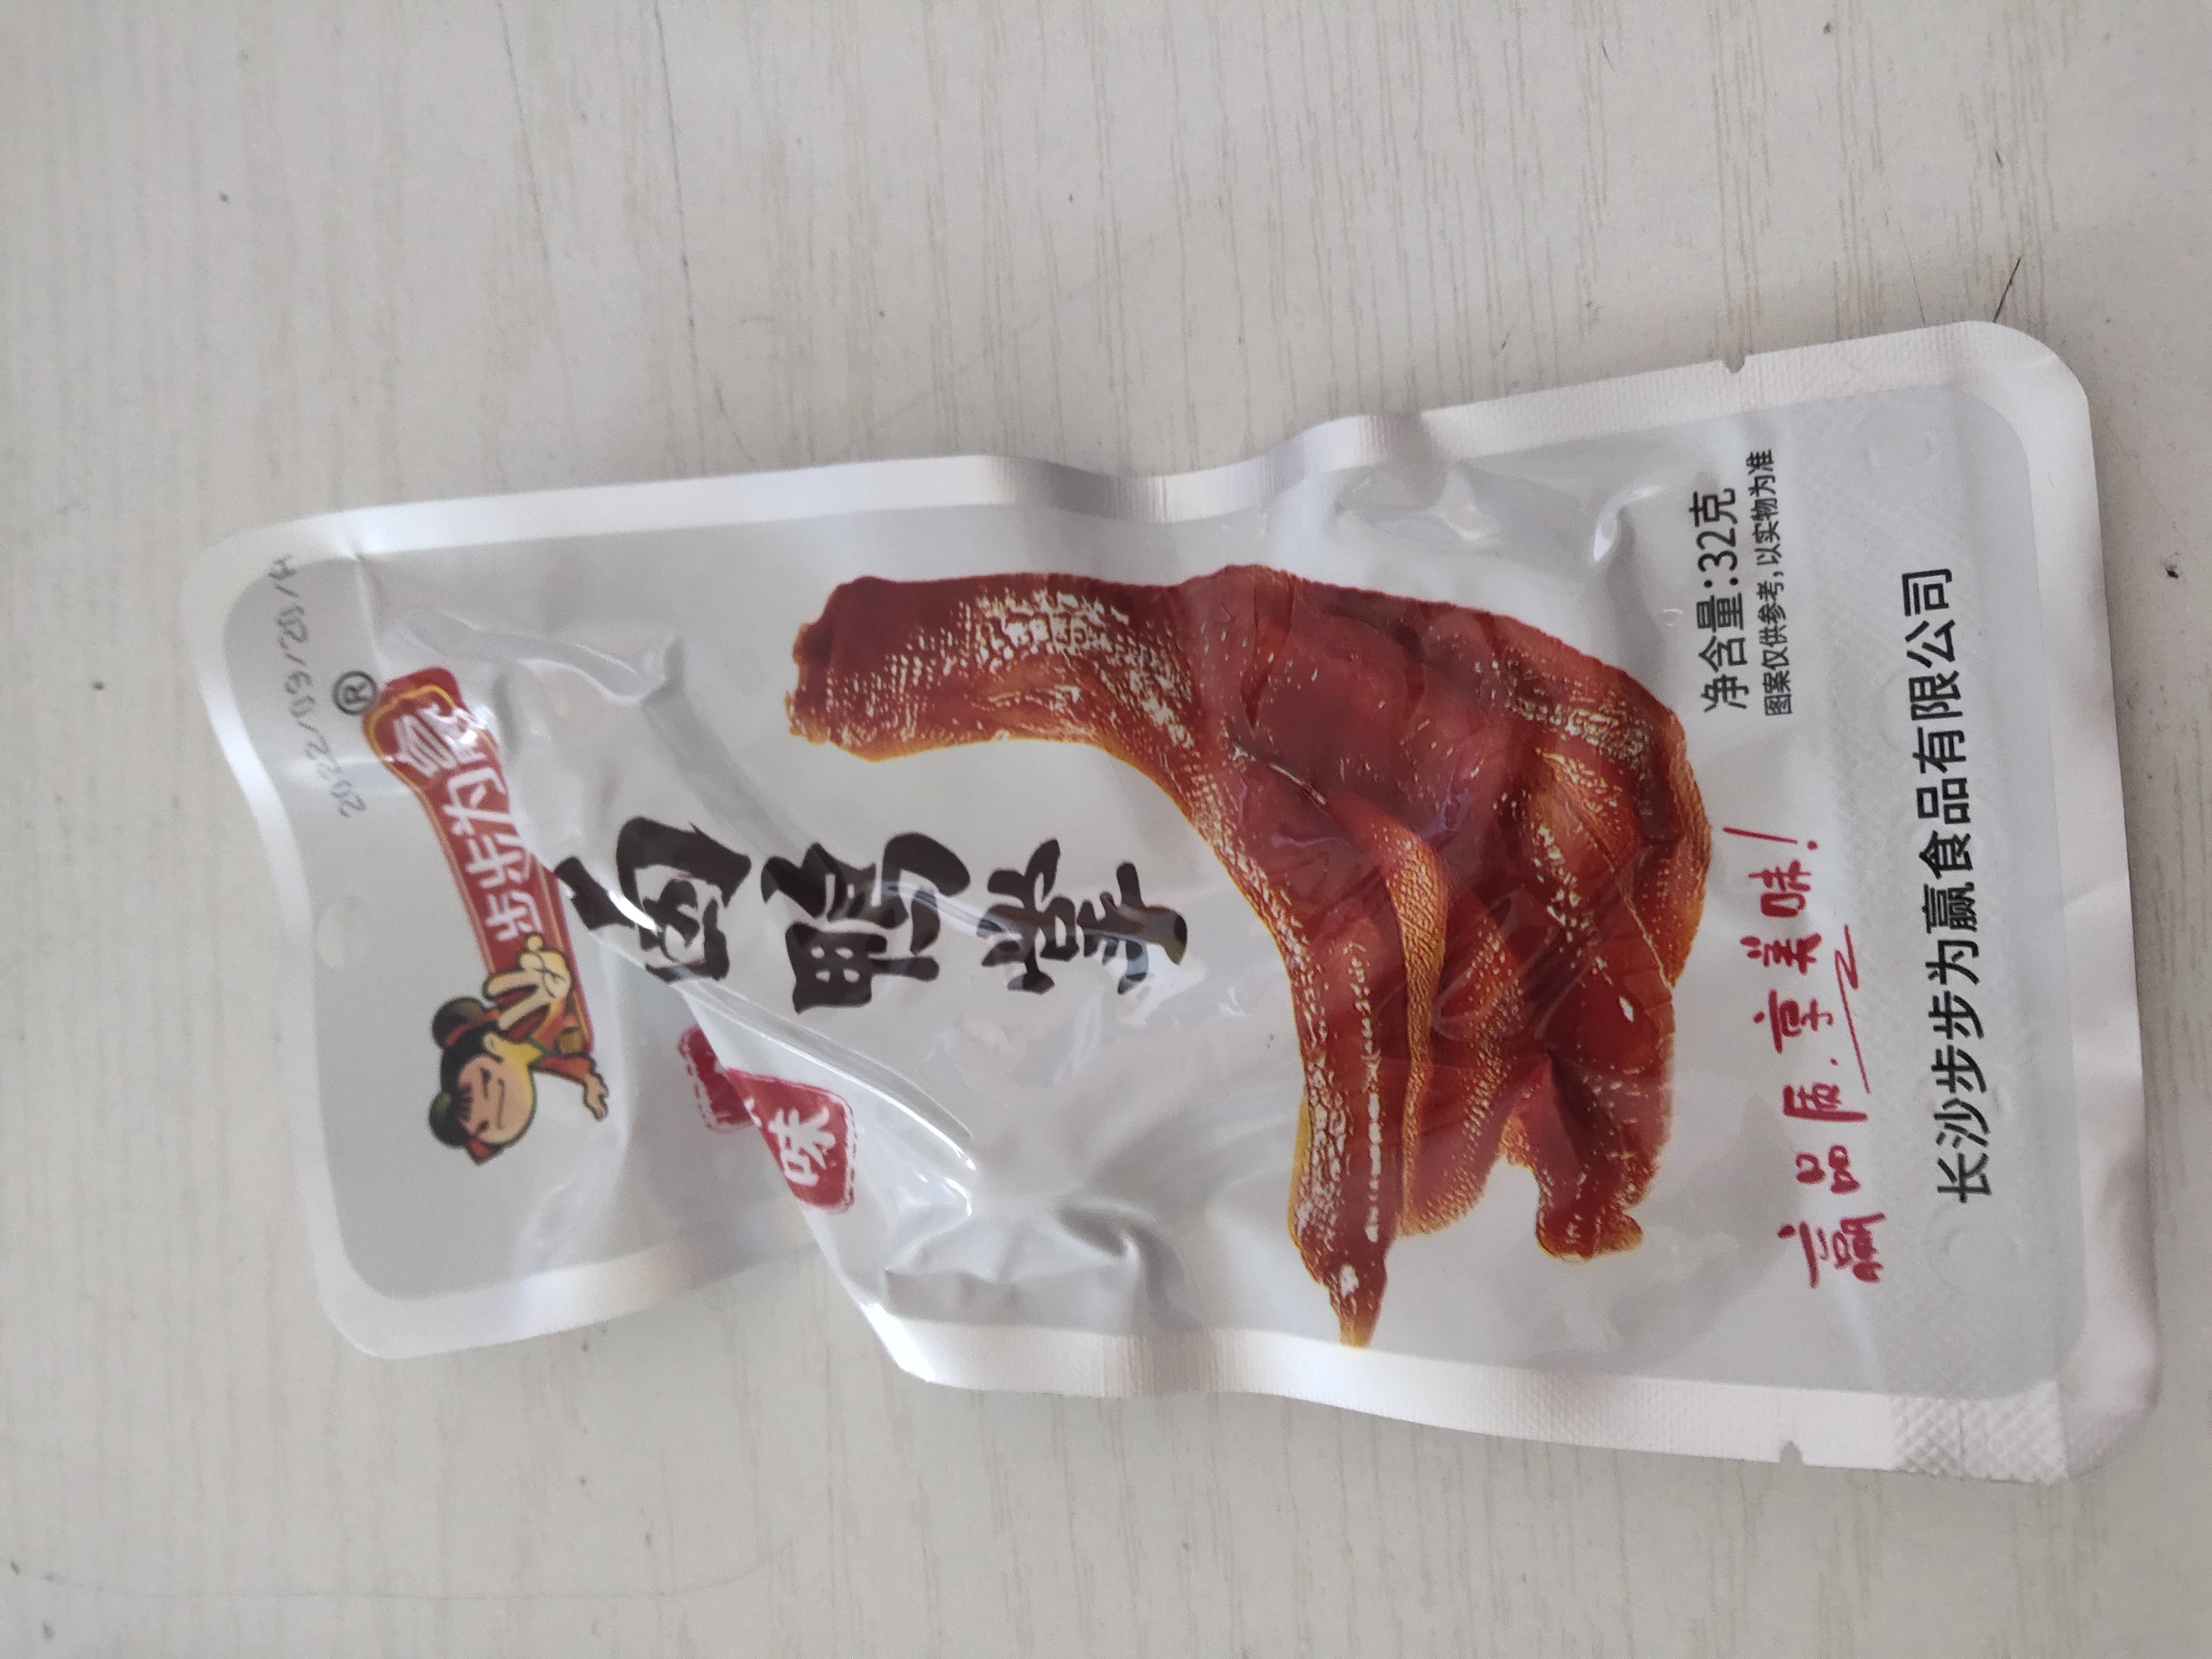 2022/09/20/A
步步为赢®
卤鸭掌
味
净含量:32克
图案仅供参考,以实物为准
赢品质.享美味!
长沙步步为赢食品有限公司